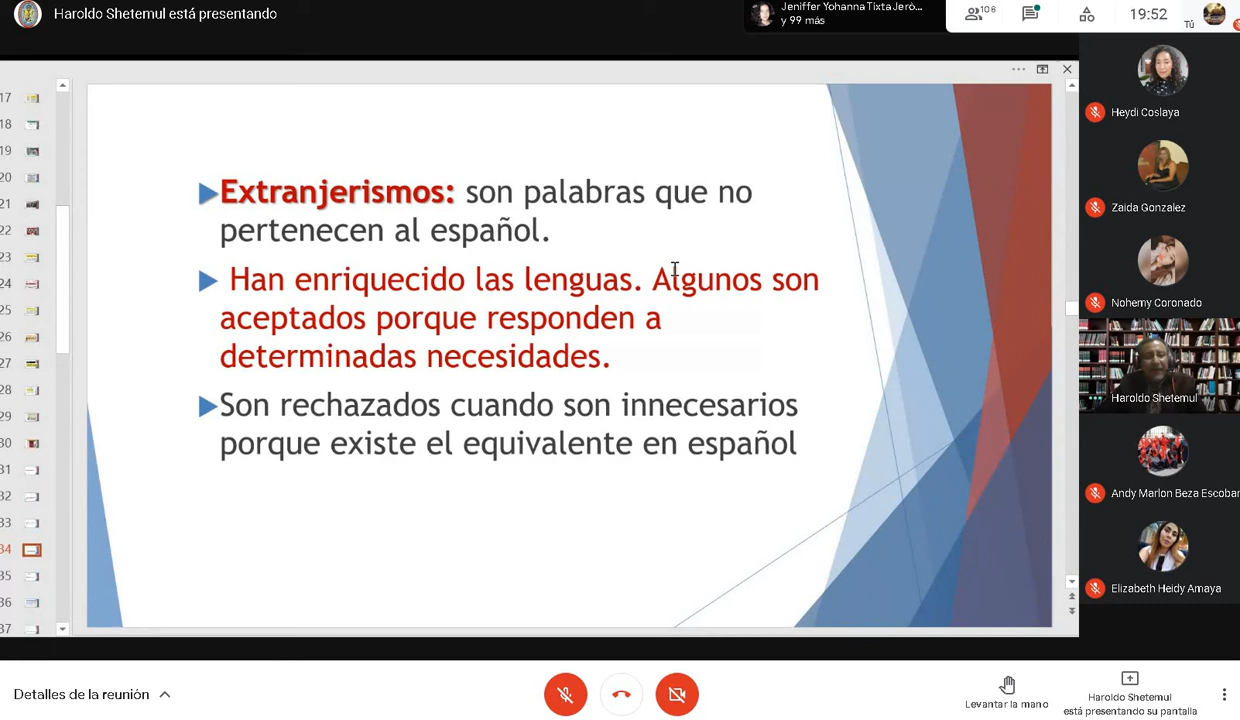 Haroldo Shetemul está presentando
Jeniffer Yohanna Tixta Jerò...
y 99 más
106
19:52
Tú
17
18
19
20
21
22
23
24
25
26
27
28
29
30
31
32
33
34
35
36
37
Extranjerismos: son palabras que no
pertenecen al español.
Han enriquecido las lenguas. Algunos son
aceptados porque responden a
determinadas necesidades.
Son rechazados cuando son innecesarios
porque existe el equivalente en español
Heydi Coslaya
Zaida Gonzalez
Nohemy Coronado
Haroldo Shetemul
Andy Marlon Beza Escobar
Elizabeth Heidy Amaya
Detalles de la reunión
Levantar la mano
Haroldo Shetemul
está presentando su pantalla